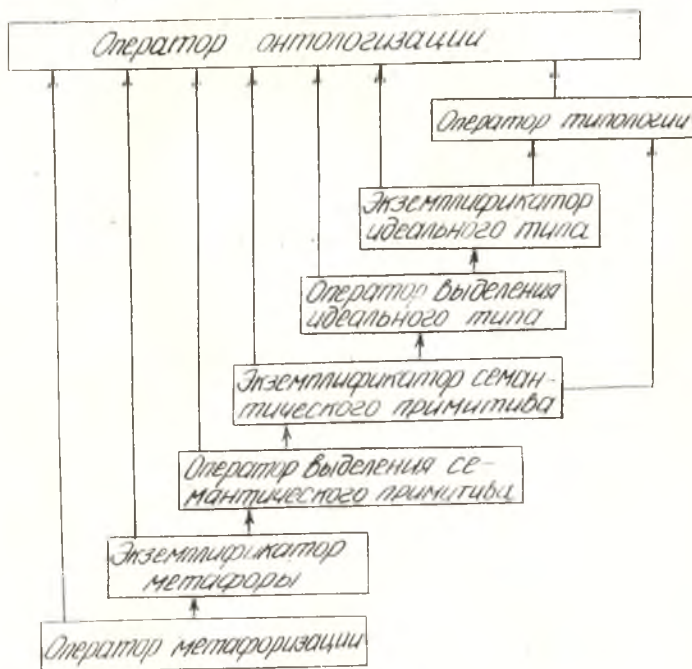 Оператор онтологизации
Оператор типологии
Экземплификатор
идеального типа
Оператор выделения
идеального типа
Экземплификатор семан-
тического примитива
Оператор выделения се-
мантического примитива
Экземплификатор
метафоры
Оператор метафоризации